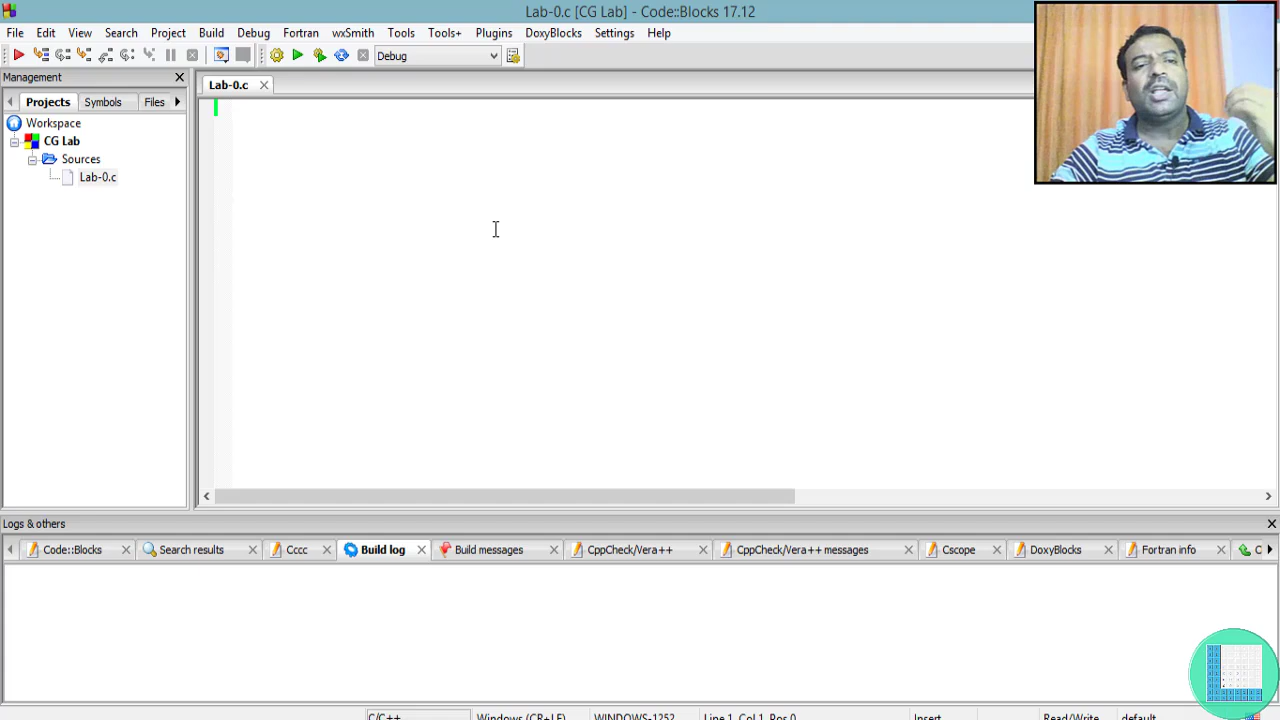 Lab-0.c [CG Lab] - Code::Blocks 17.12
File Edit View Search Project Build Debug Fortran wxSmith Tools Tools+ Plugins DoxyBlocks Settings Help
Debug
Management
Projects Symbols Files
Lab-0.c
Workspace
CG Lab
Sources
Lab-0.c
Logs & others
Code::Blocks Search results Cccc Build log Build messages CppCheck/Vera++ CppCheck/Vera++ messages Cscope DoxyBlocks Fortran info
C/C++ Windows (CR+LF) WINDOWS-1252 Line 1, Col 1, Pos 0 Insert Read/Write default